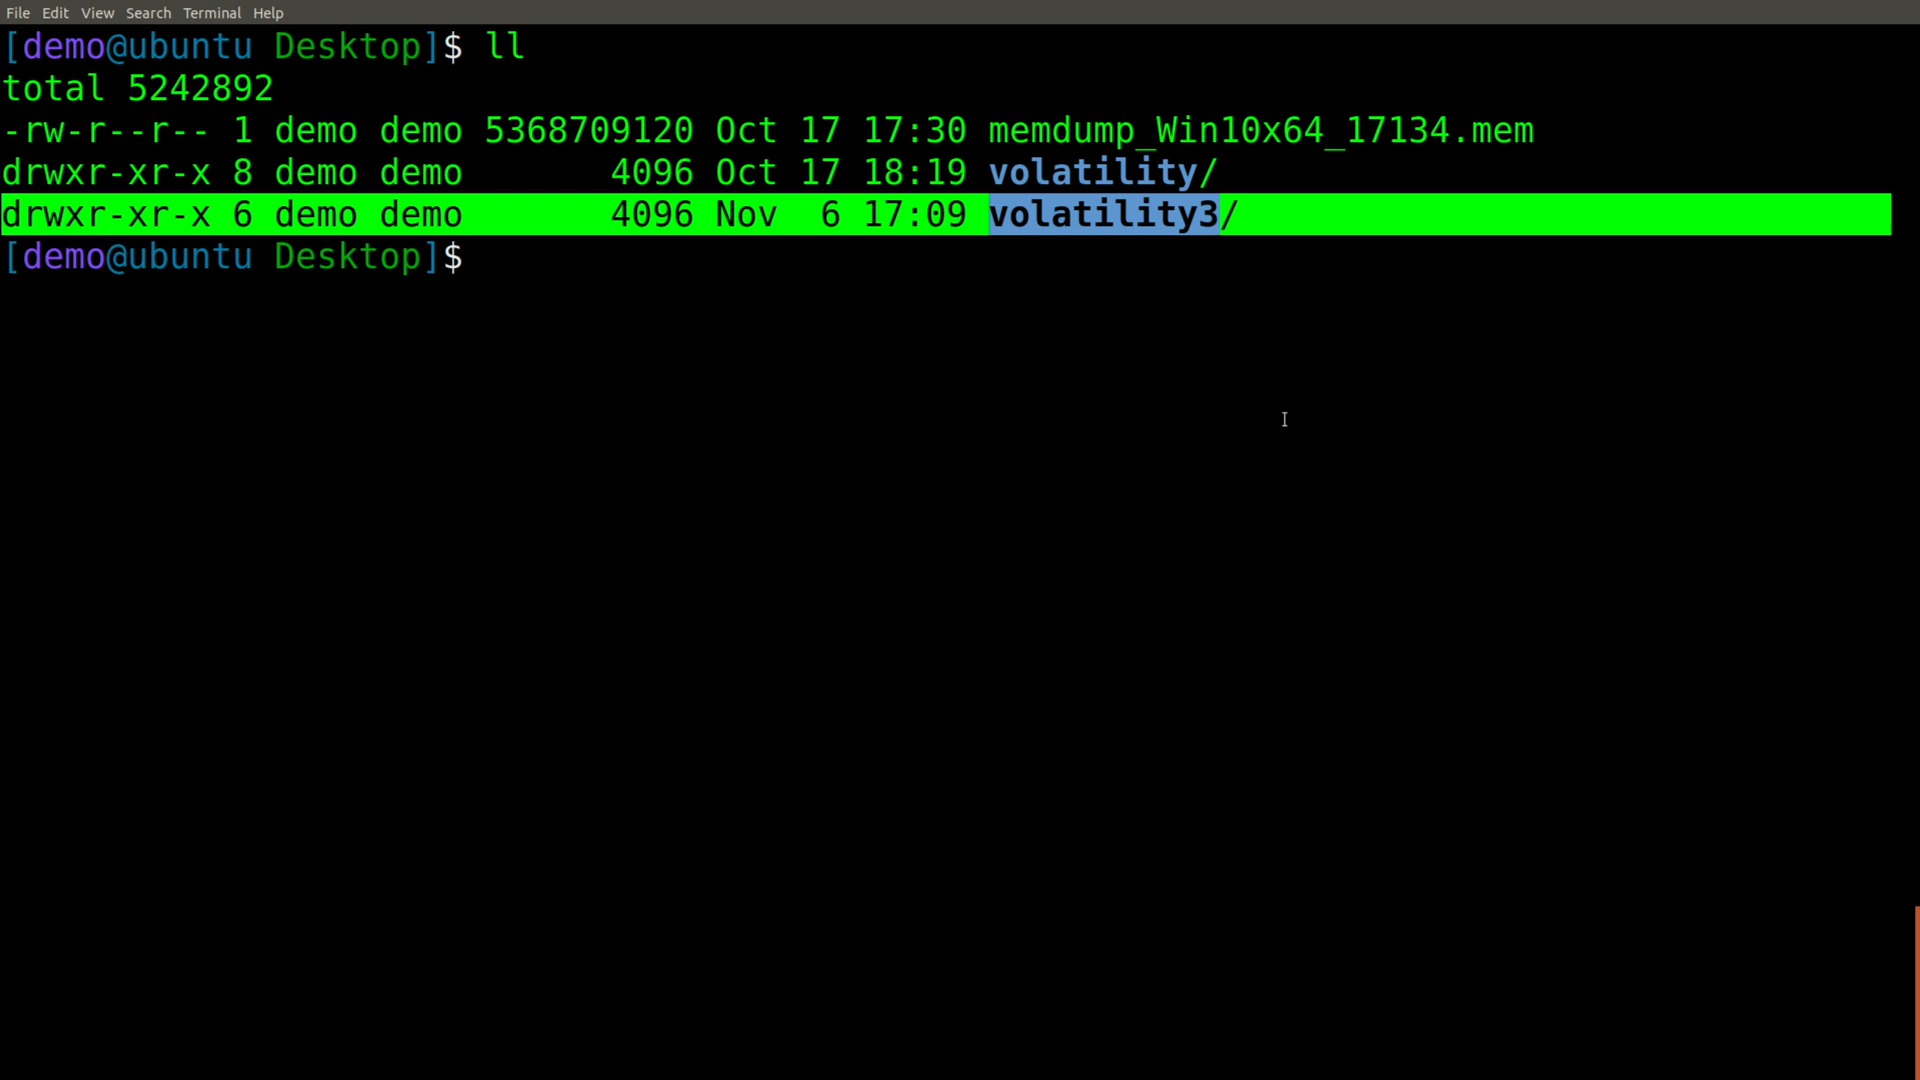 File Edit View Search Terminal Help
[demo@ubuntu Desktop]$ ll
total 5242892
-rw-r--r-- 1 demo demo 5368709120 Oct 17 17:30 memdump_Win10x64_17134.mem
drwxr-xr-x 8 demo demo       4096 Oct 17 18:19 volatility/
drwxr-xr-x 6 demo demo       4096 Nov  6 17:09 volatility3/
[demo@ubuntu Desktop]$